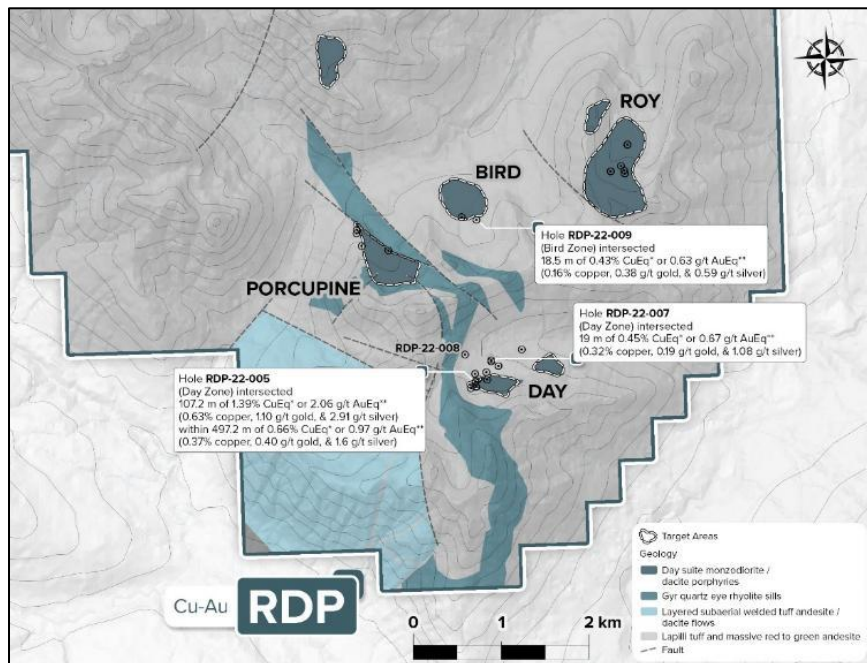 ROY
BIRD
Hole RDP-22-009
(Bird Zone) intersected
18.5 m of 0.43% CuEq* or 0.63 g/t AuEq**
(0.16% copper, 0.38 g/t gold, & 0.59 g/t silver)
PORCUPINE
Hole RDP-22-007
(Day Zone) intersected
19 m of 0.45% CuEq* or 0.67 g/t AuEq**
(0.32% copper, 0.19 g/t gold, & 1.08 g/t silver)
RDP-22-008
DAY
Hole RDP-22-005
(Day Zone) intersected
107.2 m of 1.39% CuEq* or 2.06 g/t AuEq**
(0.63% copper, 1.10 g/t gold, & 2.91 g/t silver)
within 497.2 m of 0.66% CuEq* or 0.97 g/t AuEq**
(0.37% copper, 0.40 g/t gold, & 1.6 g/t silver)
Target Areas
Geology
Day suite monzodiorite /
dacite porphyries
Gyr quartz eye rhyolite sills
Layered subaerial welded tuff andesite /
dacite flows
Lapilli tuff and massive red to green andesite
Fault
Cu-Au RDP
0 1 2 km